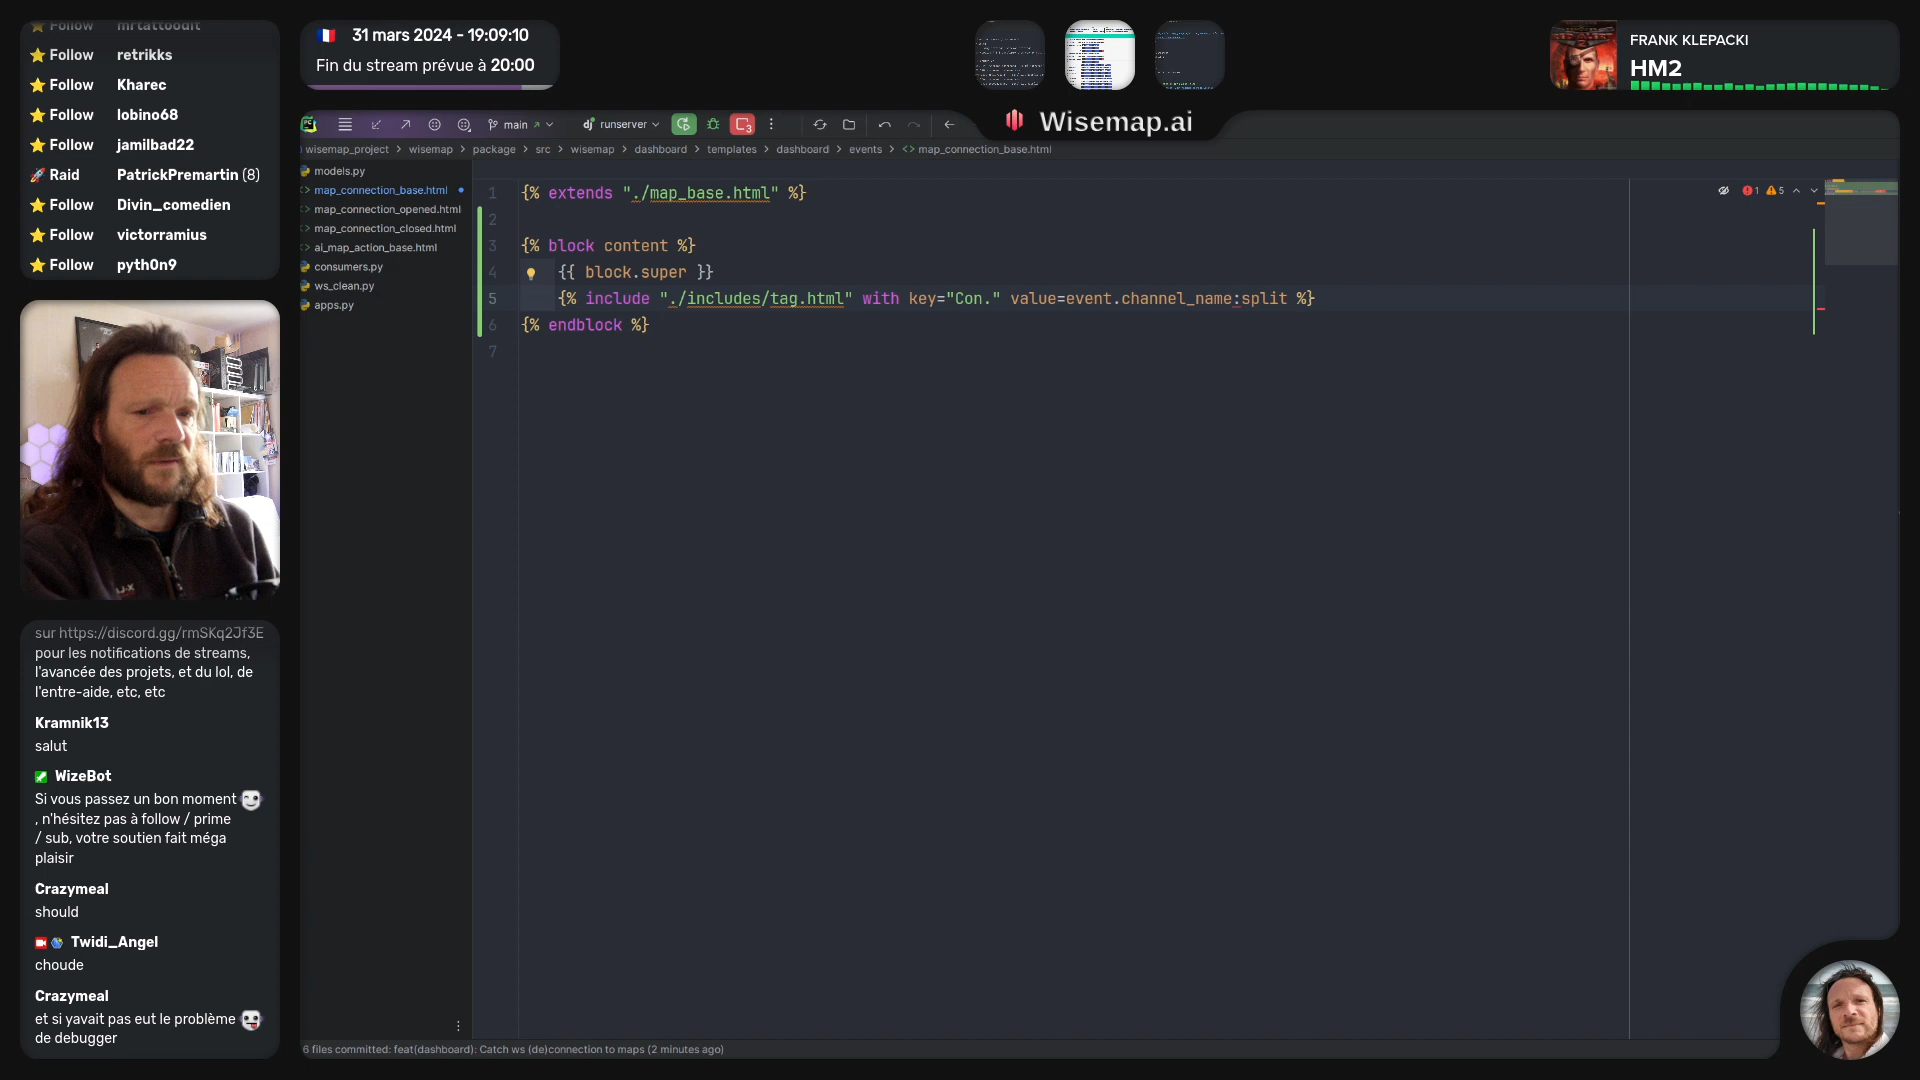 Follow mrtattoodit
Follow retrikks
Follow Kharec
Follow lobino68
Follow jamilbad22
Raid PatrickPremartin (8)
Follow Divin_comedien
Follow victorramius
Follow pyth0n9
31 mars 2024 - 19:09:10
Fin du stream prévue à 20:00
FRANK KLEPACKI
HM2
main
runserver
3
Wisemap.ai
wisemap_project > wisemap > package > src > wisemap > dashboard > templates > dashboard > events > map_connection_base.html
models.py
map_connection_base.html
map_connection_opened.html
map_connection_closed.html
ai_map_action_base.html
consumers.py
ws_clean.py
apps.py
1 {% extends "./map_base.html" %}
2
3 {% block content %}
4 {{ block.super }}
5 {% include "./includes/tag.html" with key="Con." value=event.channel_name:split %}
6 {% endblock %}
7
1 5
sur https://discord.gg/rmSKq2Jf3E
pour les notifications de streams,
l'avancée des projets, et du lol, de
l'entre-aide, etc, etc
Kramnik13
salut
WizeBot
Si vous passez un bon moment
, n'hésitez pas à follow / prime
/ sub, votre soutien fait méga
plaisir
Crazymeal
should
Twidi_Angel
choude
Crazymeal
et si yavait pas eut le problème
de debugger
6 files committed: feat(dashboard): Catch ws (de)connection to maps (2 minutes ago)